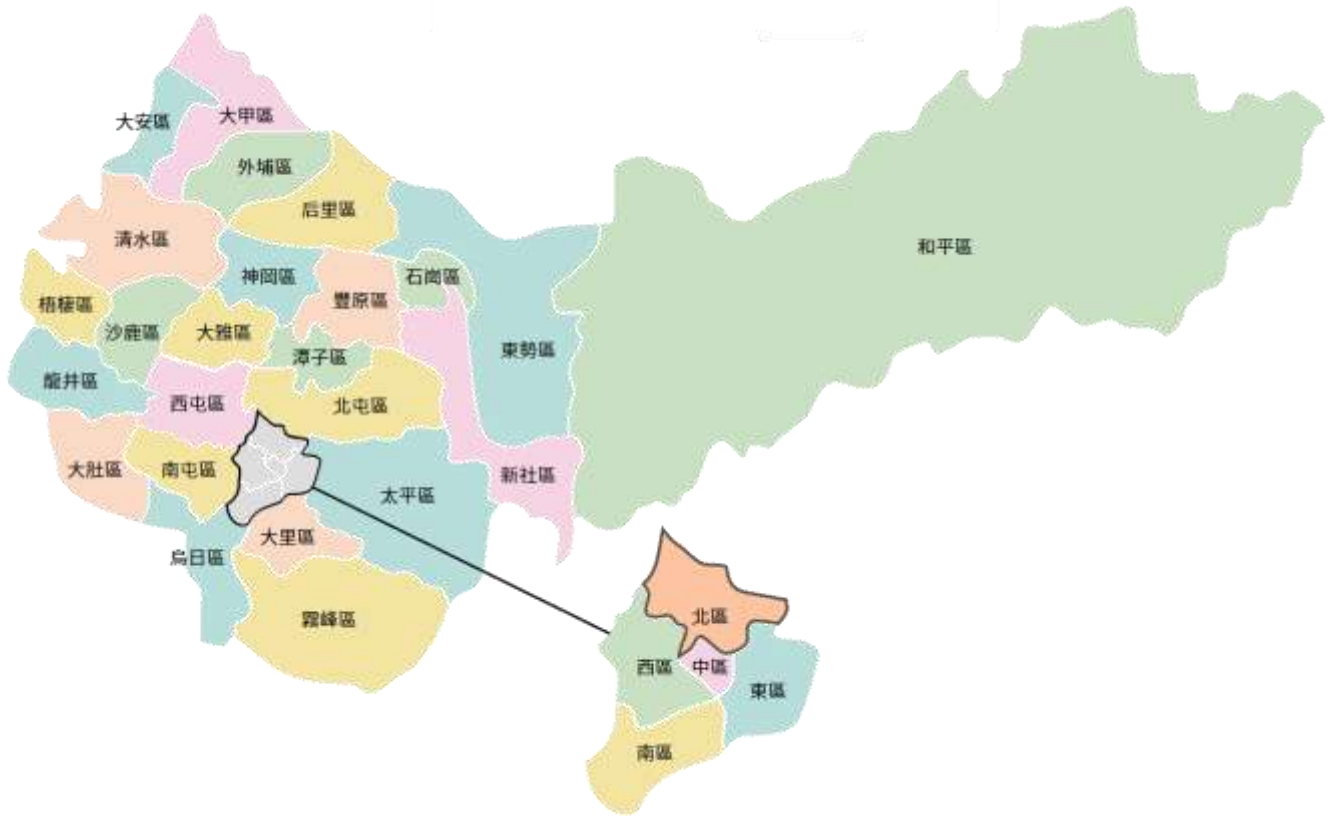 大甲區
大安區
外埔區
后里區
清水區
和平區
神岡區
石岡區
豐原區
梧棲區
沙鹿區
大雅區
東勢區
潭子區
龍井區
西屯區
北屯區
大肚區
南屯區
新社區
太平區
大里區
烏日區
霧峰區
北區
西區
中區
東區
南區